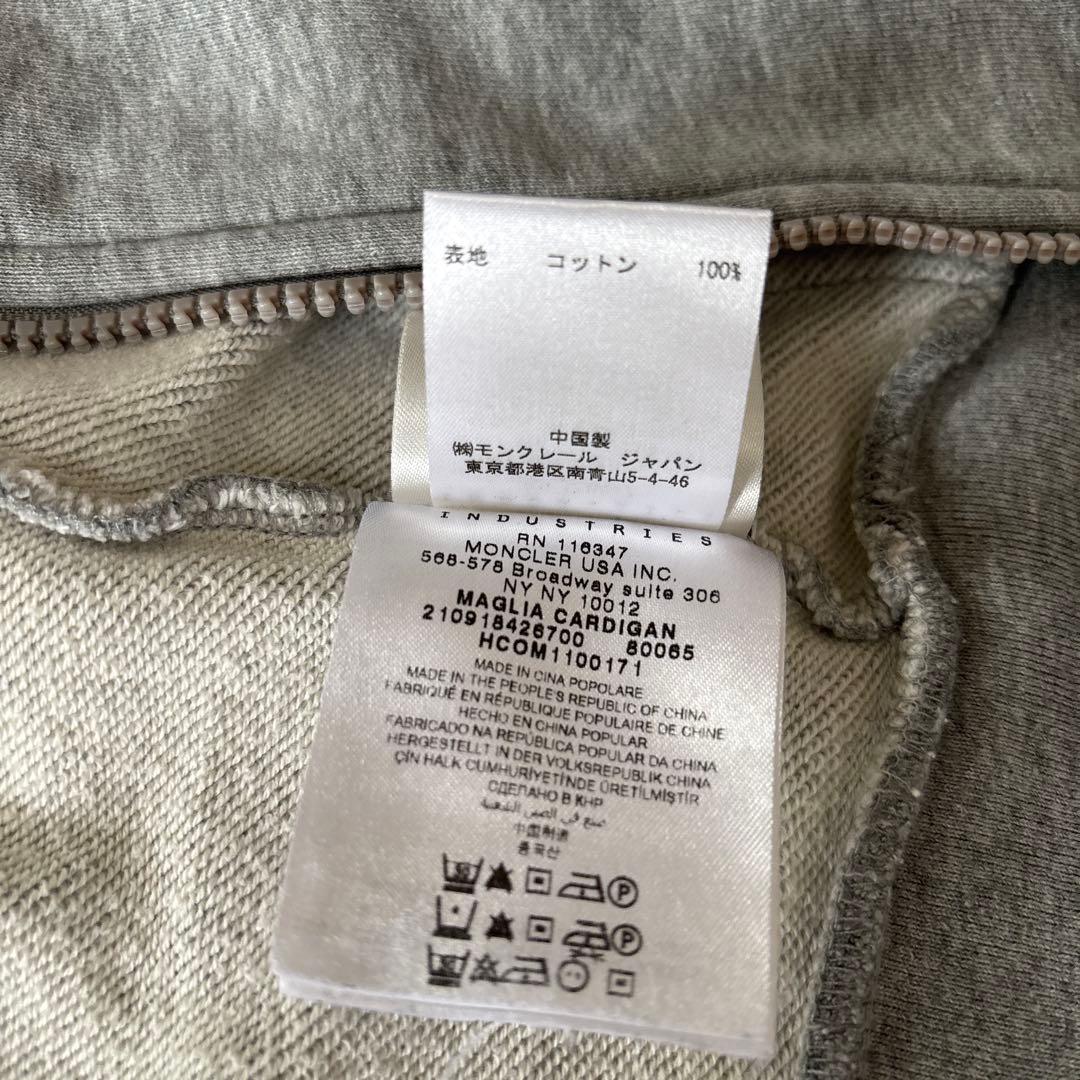 表地 コットン 100%
中国製
㈱モンクレール ジャパン
東京都港区南青山5-4-46
INDUSTRIES
RN 116347
MONCLER USA INC.
568-578 Broadway suite 306
NY NY 10012
MAGLIA CARDIGAN
210918426700 80065
HCOM1100171
MADE IN CINA POPOLARE
MADE IN THE PEOPLE'S REPUBLIC OF CHINA
FABRIQUÉ EN RÉPUBLIQUE POPULAIRE DE CHINE
HECHO EN CHINA POPULAR
FABRICADO NA REPÚBLICA POPULAR DA CHINA
HERGESTELLT IN DER VOLKSREPUBLIK CHINA
ÇİN HALK CUMHURİYETİNDE ÜRETİLMİŞTİR
СДЕЛАНО В КНР
صنع في الصين الشعبية
中国制造
중국산
P
P